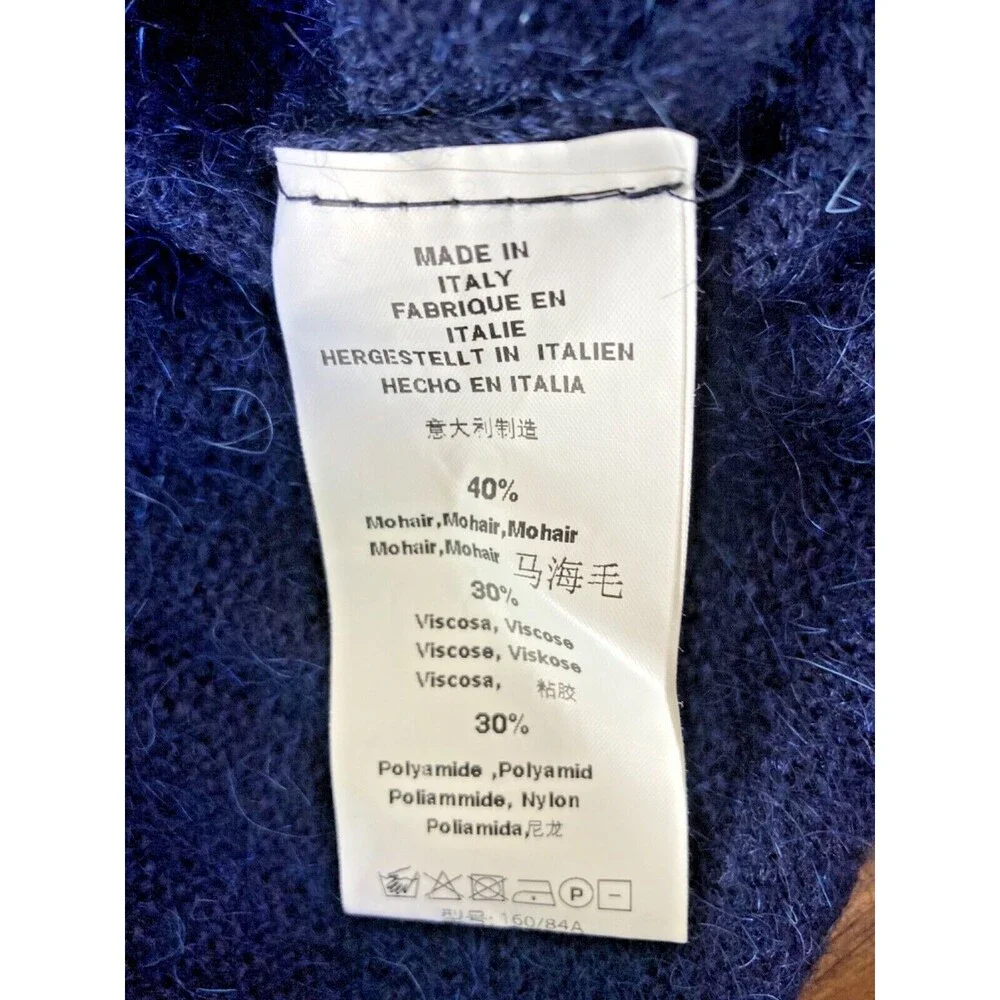 MADE IN
ITALY
FABRIQUE EN
ITALIE
HERGESTELLT IN ITALIEN
HECHO EN ITALIA
意大利制造
40%
Mohair,Mohair,Mohair
Mohair,Mohair 马海毛
30%
Viscosa, Viscose
Viscose, Viskose
Viscosa, 粘胶
30%
Polyamide ,Polyamid
Poliammide, Nylon
Poliamida,尼龙
P
型号: 160/84A